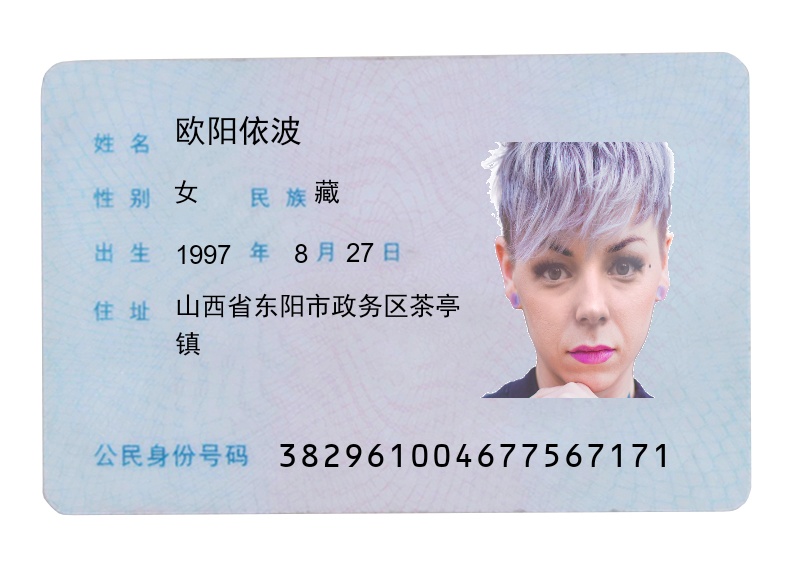 姓名 欧阳依波
性别 女 民族 藏
出生 1997 年 8 月 27 日
住址 山西省东阳市政务区茶亭
镇
公民身份号码 382961004677567171